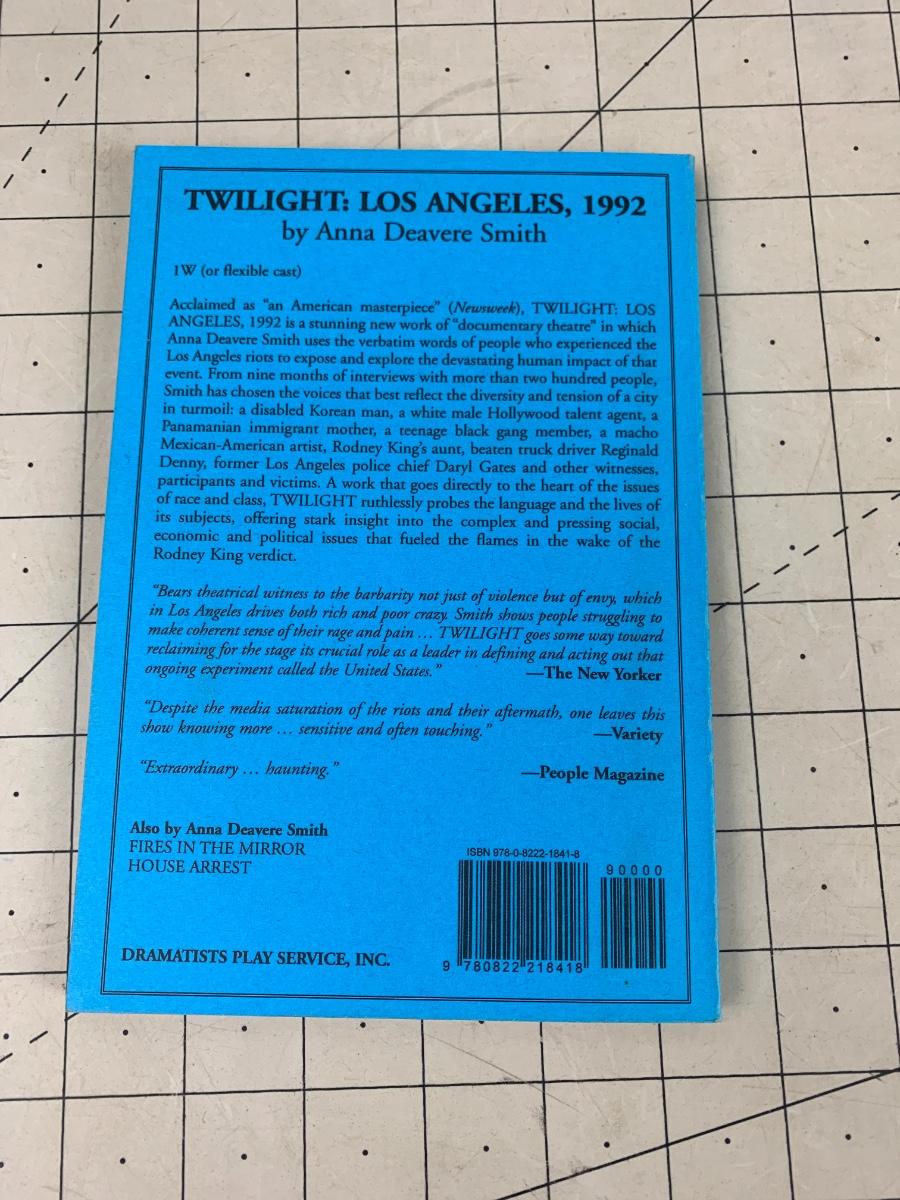 TWILIGHT: LOS ANGELES, 1992
by Anna Deavere Smith
1W (or flexible cast)
Acclaimed as "an American masterpiece" (Newsweek), TWILIGHT: LOS
ANGELES, 1992 is a stunning new work of "documentary theatre" in which
Anna Deavere Smith uses the verbatim words of people who experienced the
Los Angeles riots to expose and explore the devastating human impact of that
event. From nine months of interviews with more than two hundred people,
Smith has chosen the voices that best reflect the diversity and tension of a city
in turmoil: a disabled Korean man, a white male Hollywood talent agent, a
Panamanian immigrant mother, a teenage black gang member, a macho
Mexican-American artist, Rodney King's aunt, beaten truck driver Reginald
Denny, former Los Angeles police chief Daryl Gates and other witnesses,
participants and victims. A work that goes directly to the heart of the issues
of race and class, TWILIGHT ruthlessly probes the language and the lives of
its subjects, offering stark insight into the complex and pressing social,
economic and political issues that fueled the flames in the wake of the
Rodney King verdict.
"Bears theatrical witness to the barbarity not just of violence but of envy, which
in Los Angeles drives both rich and poor crazy. Smith shows people struggling to
make coherent sense of their rage and pain … TWILIGHT goes some way toward
reclaiming for the stage its crucial role as a leader in defining and acting out that
ongoing experiment called the United States." —The New Yorker
"Despite the media saturation of the riots and their aftermath, one leaves this
show knowing more … sensitive and often touching." —Variety
"Extraordinary … haunting." —People Magazine
Also by Anna Deavere Smith
FIRES IN THE MIRROR
HOUSE ARREST
ISBN 978-0-8222-1841-8
90000
9 780822 218418
DRAMATISTS PLAY SERVICE, INC.